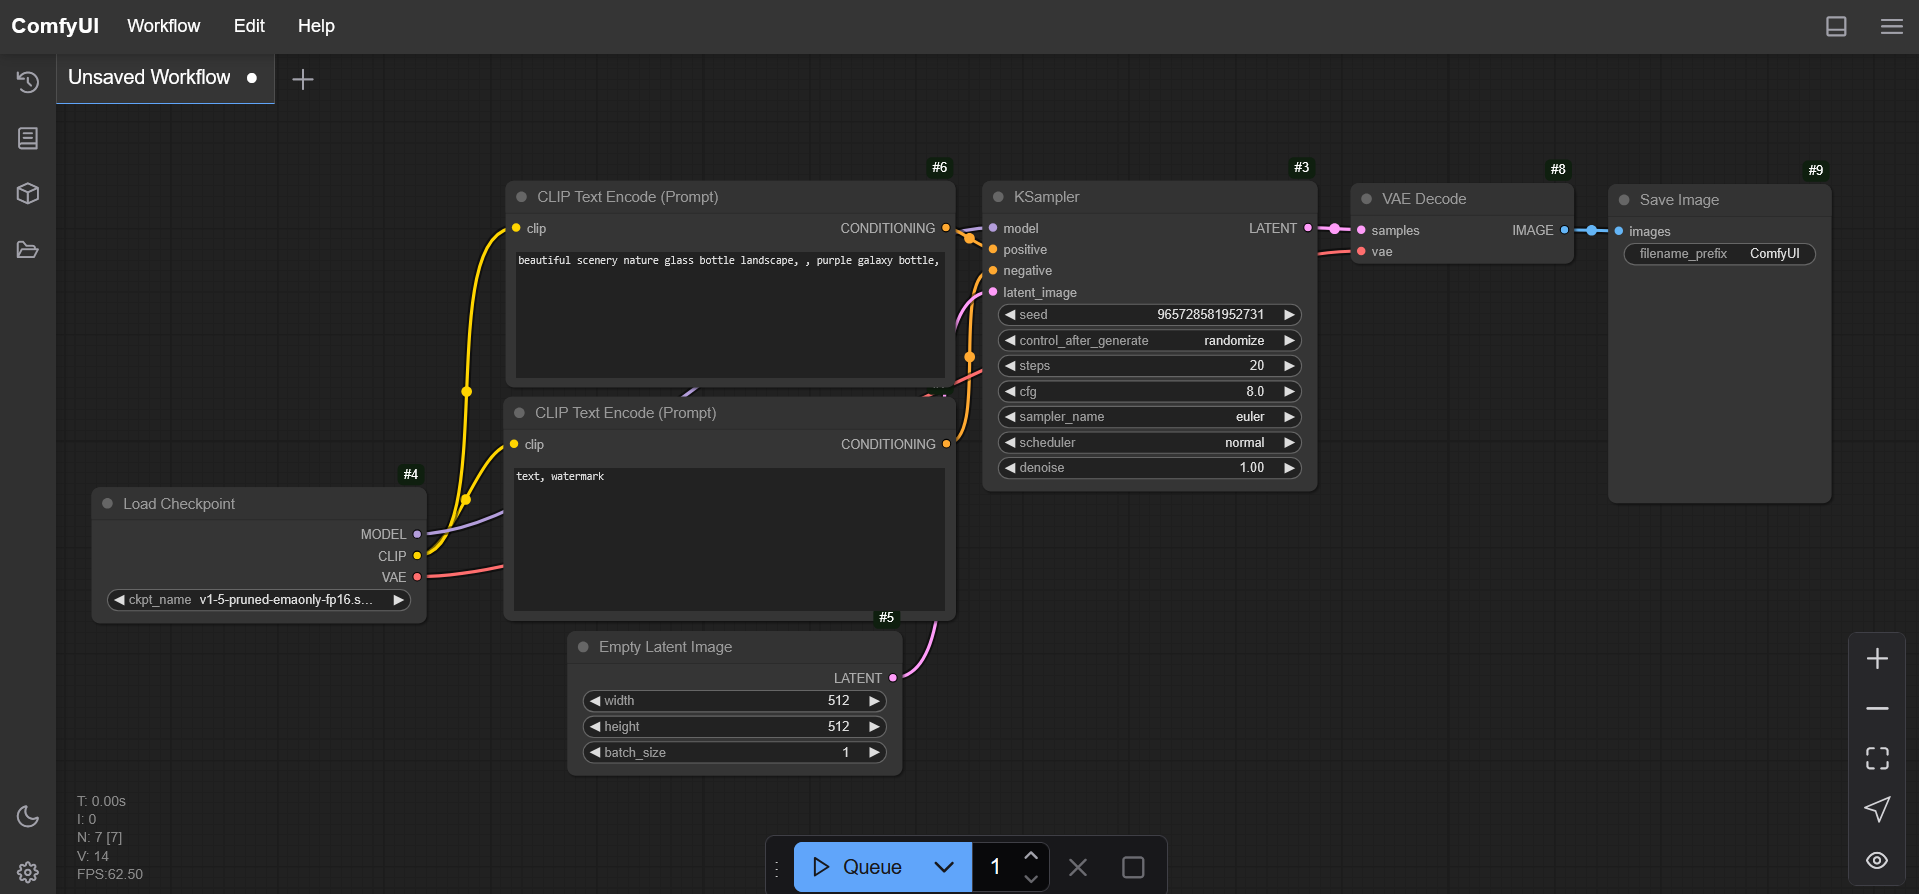 ComfyUI Workflow Edit Help
Unsaved Workflow
#6
CLIP Text Encode (Prompt)
clip CONDITIONING
beautiful scenery nature glass bottle landscape, , purple galaxy bottle,
CLIP Text Encode (Prompt)
clip CONDITIONING
text, watermark
#4
Load Checkpoint
MODEL
CLIP
VAE
ckpt_name v1-5-pruned-emaonly-fp16.s...
#5
Empty Latent Image
LATENT
width 512
height 512
batch_size 1
#3
KSampler
model LATENT
positive
negative
latent_image
seed 965728581952731
control_after_generate randomize
steps 20
cfg 8.0
sampler_name euler
scheduler normal
denoise 1.00
#8
VAE Decode
samples IMAGE
vae
#9
Save Image
images
filename_prefix ComfyUI
T: 0.00s
I: 0
N: 7 [7]
V: 14
FPS:62.50
Queue 1